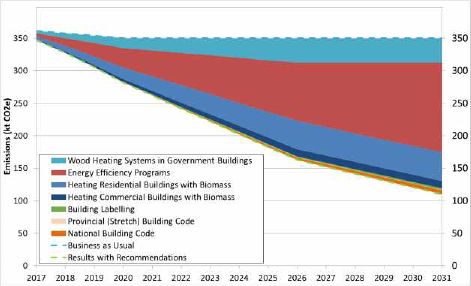 350
300
250
200
150
100
50
0
Emissions (kt CO2e)
350
300
250
200
150
100
50
0
Wood Heating Systems in Government Buildings
Energy Efficiency Programs
Heating Residential Buildings with Biomass
Heating Commercial Buildings with Biomass
Building Labelling
Provincial (Stretch) Building Code
National Building Code
Business as Usual
Results with Recommendations
2017 2018 2019 2020 2021 2022 2023 2024 2025 2026 2027 2028 2029 2030 2031